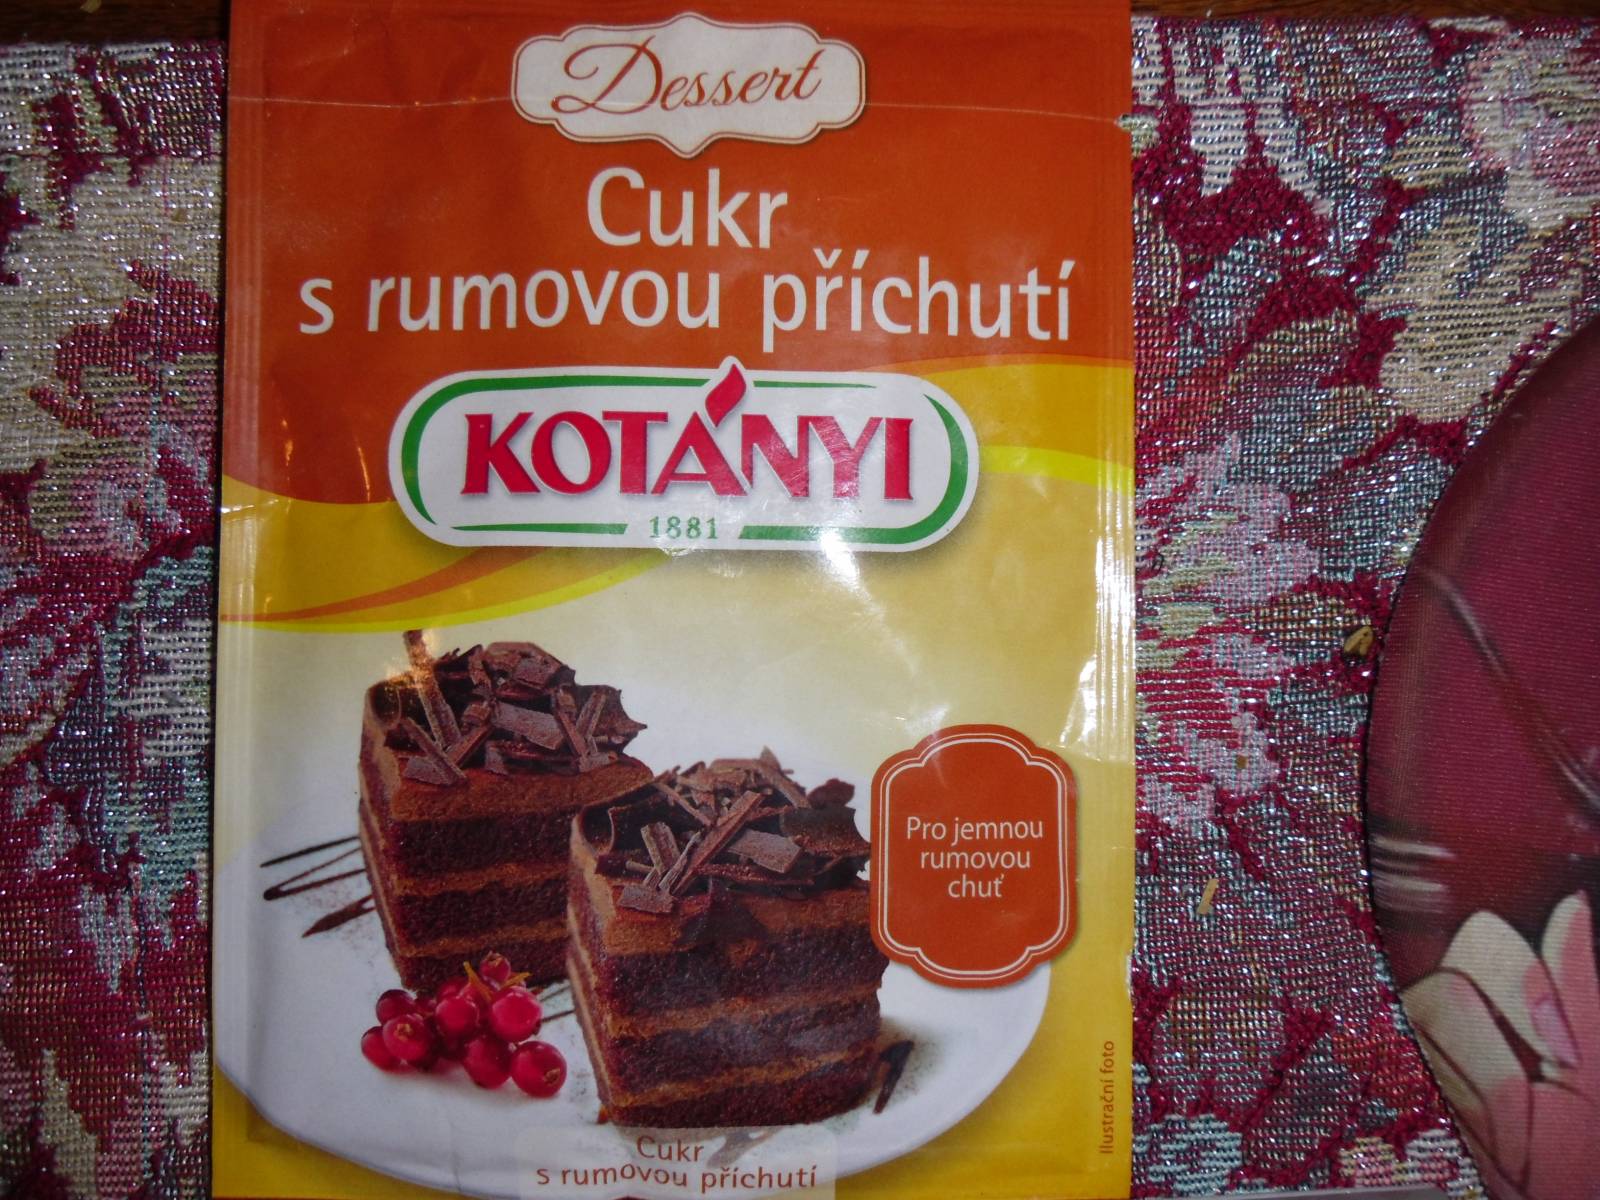 Dessert
Cukr
s rumovou příchutí
KOTÁNYI
1881
Pro jemnou
rumovou
chuť
Ilustrační foto
Cukr
s rumovou příchutí